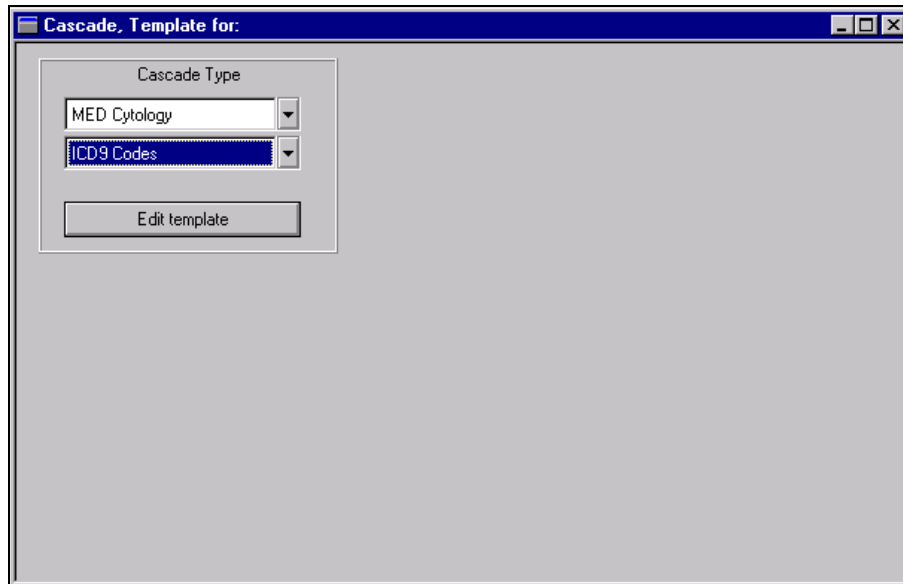 Cascade, Template for:
Cascade Type
MED Cytology
ICD9 Codes
Edit template